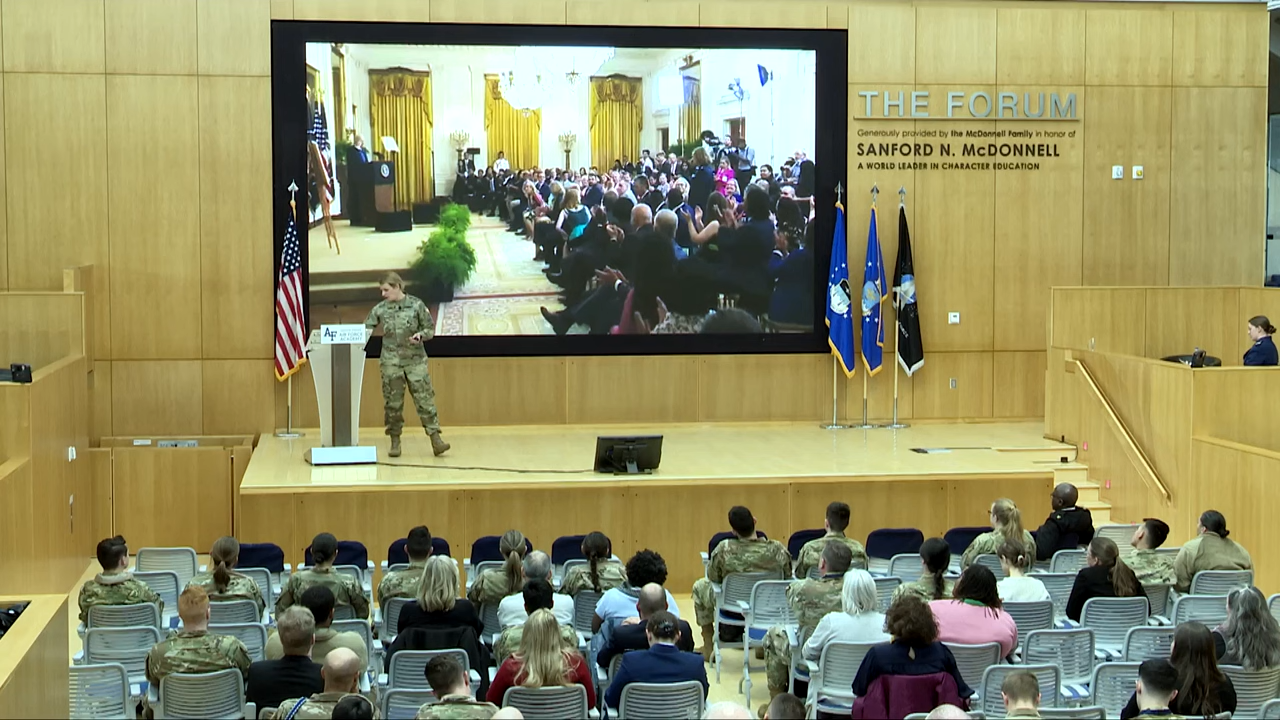 THE FORUM
Generously provided by the McDonnell Family in honor of
SANFORD N. McDONNELL
A WORLD LEADER IN CHARACTER EDUCATION
AF
AIR FORCE
ACADEMY